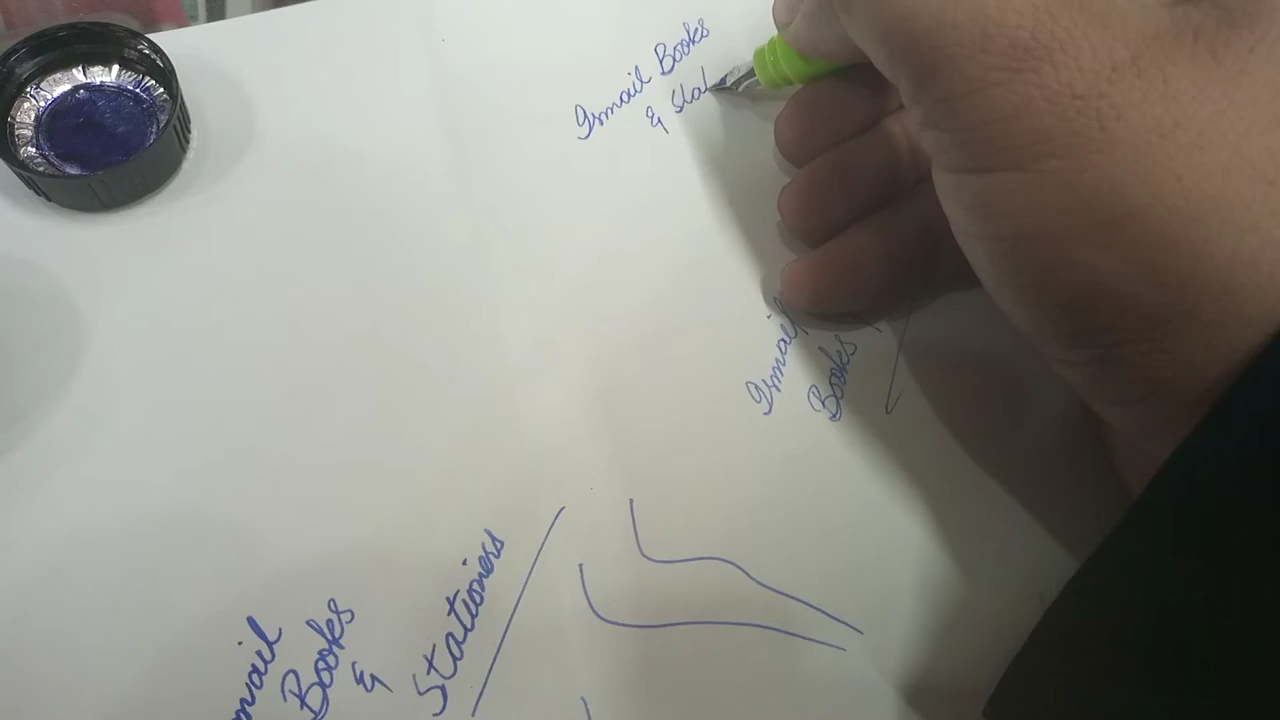 Ismail Books
& Stat
Ismail
Books
mail
Books
&
Stationers